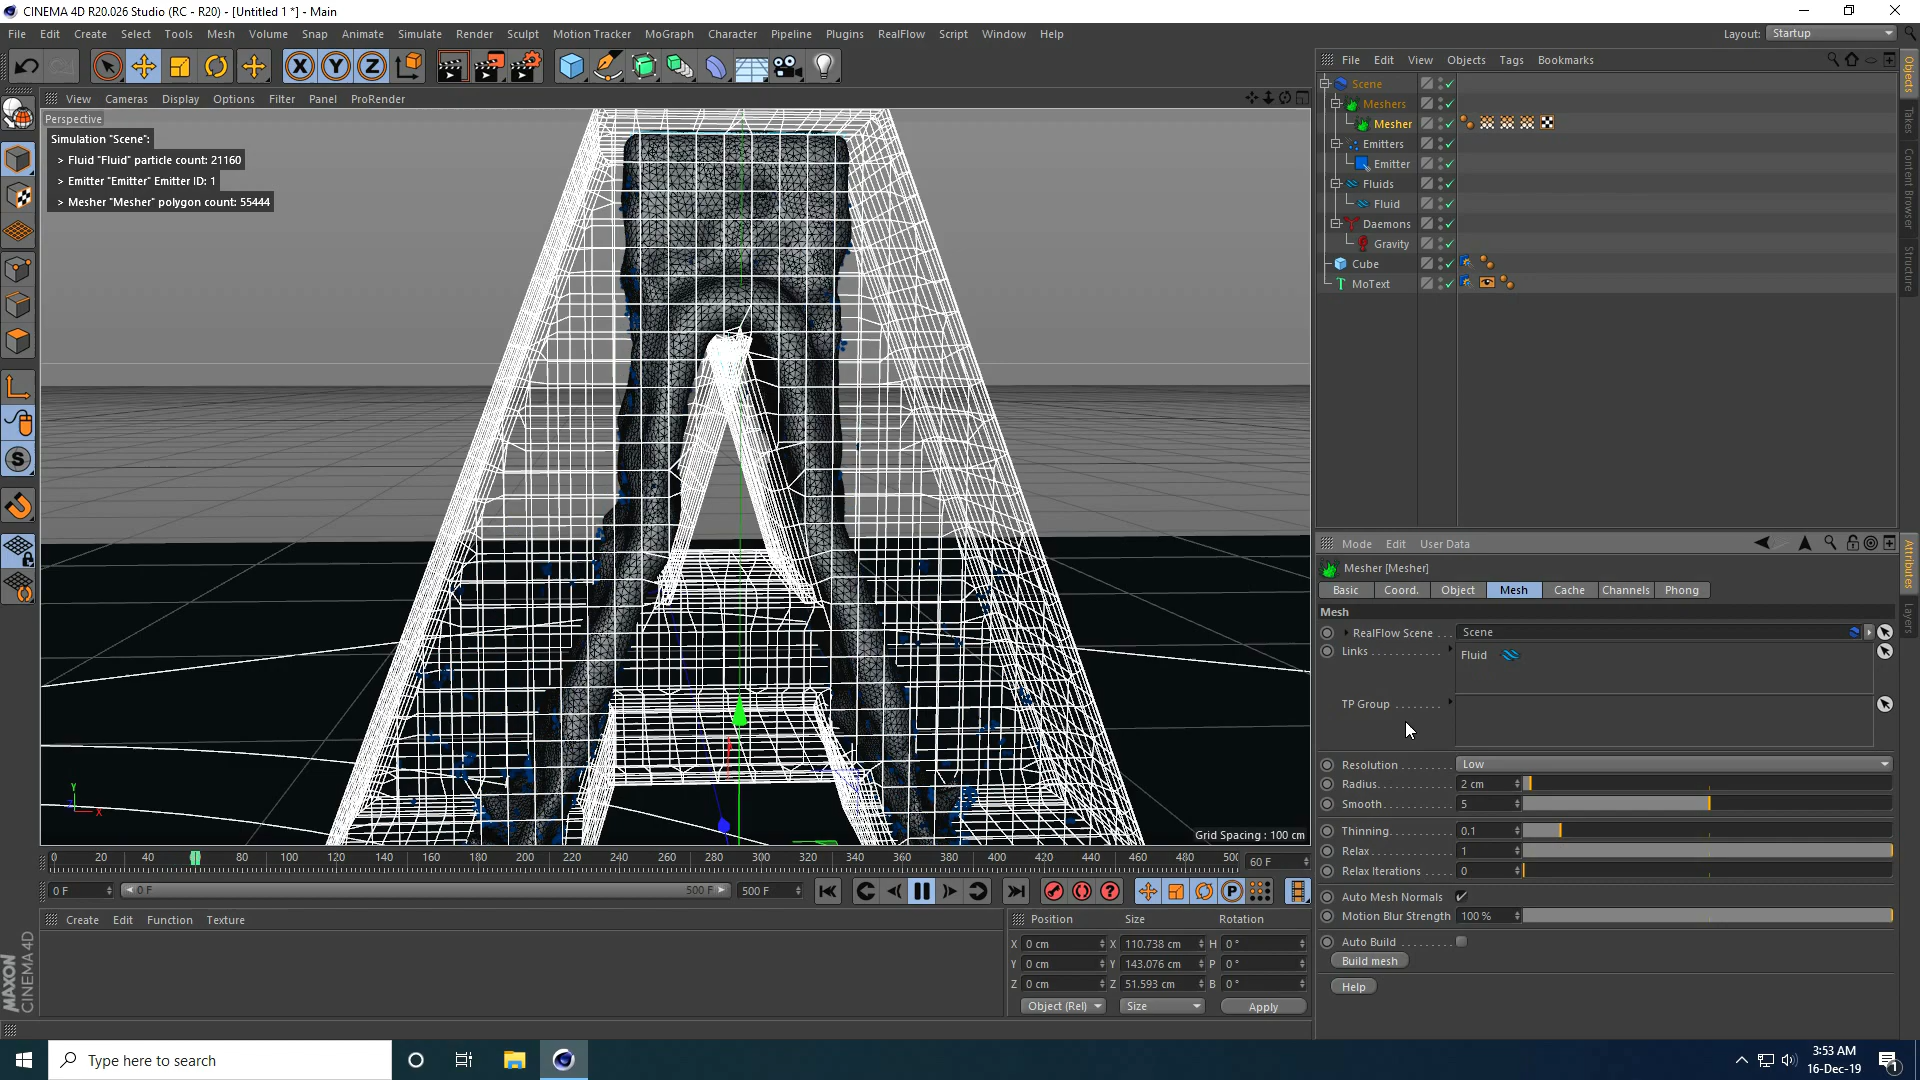 CINEMA 4D R20.026 Studio (RC - R20) - [Untitled 1 *] - Main
File Edit Create Select Tools Mesh Volume Snap Animate Simulate Render Sculpt Motion Tracker MoGraph Character Pipeline Plugins RealFlow Script Window Help Layout: Startup
View Cameras Display Options Filter Panel ProRender
Perspective
Simulation "Scene":
> Fluid "Fluid" particle count: 21160
> Emitter "Emitter" Emitter ID: 1
> Mesher "Mesher" polygon count: 55444
Grid Spacing : 100 cm
Y
Z
X
File Edit View Objects Tags Bookmarks
Scene
Meshers
Mesher
Emitters
Emitter
Fluids
Fluid
Daemons
Gravity
Cube
MoText
Objects
Takes
Content Browser
Structure
Mode Edit User Data
Mesher [Mesher]
Basic Coord. Object Mesh Cache Channels Phong
Mesh
RealFlow Scene . . . Scene
Links . . . . . . . . . . Fluid
TP Group . . . . . . .
Resolution . . . . . . Low
Radius. . . . . . . . . . 2 cm
Smooth . . . . . . . . . 5
Thinning. . . . . . . . 0.1
Relax . . . . . . . . . . 1
Relax Iterations . . 0
Auto Mesh Normals
Motion Blur Strength 100 %
Auto Build . . . . . . .
Build mesh
Help
Attributes
Layers
0 20 40 80 100 120 140 160 180 200 220 240 260 280 300 320 340 360 380 400 420 440 460 480 500 60 F
0 F 0 F 500 F 500 F
Create Edit Function Texture
Position Size Rotation
X 0 cm X 110.738 cm H 0 °
Y 0 cm Y 143.076 cm P 0 °
Z 0 cm Z 51.593 cm B 0 °
Object (Rel) Size Apply
MAXON
CINEMA 4D
Type here to search
3:53 AM
16-Dec-19
1